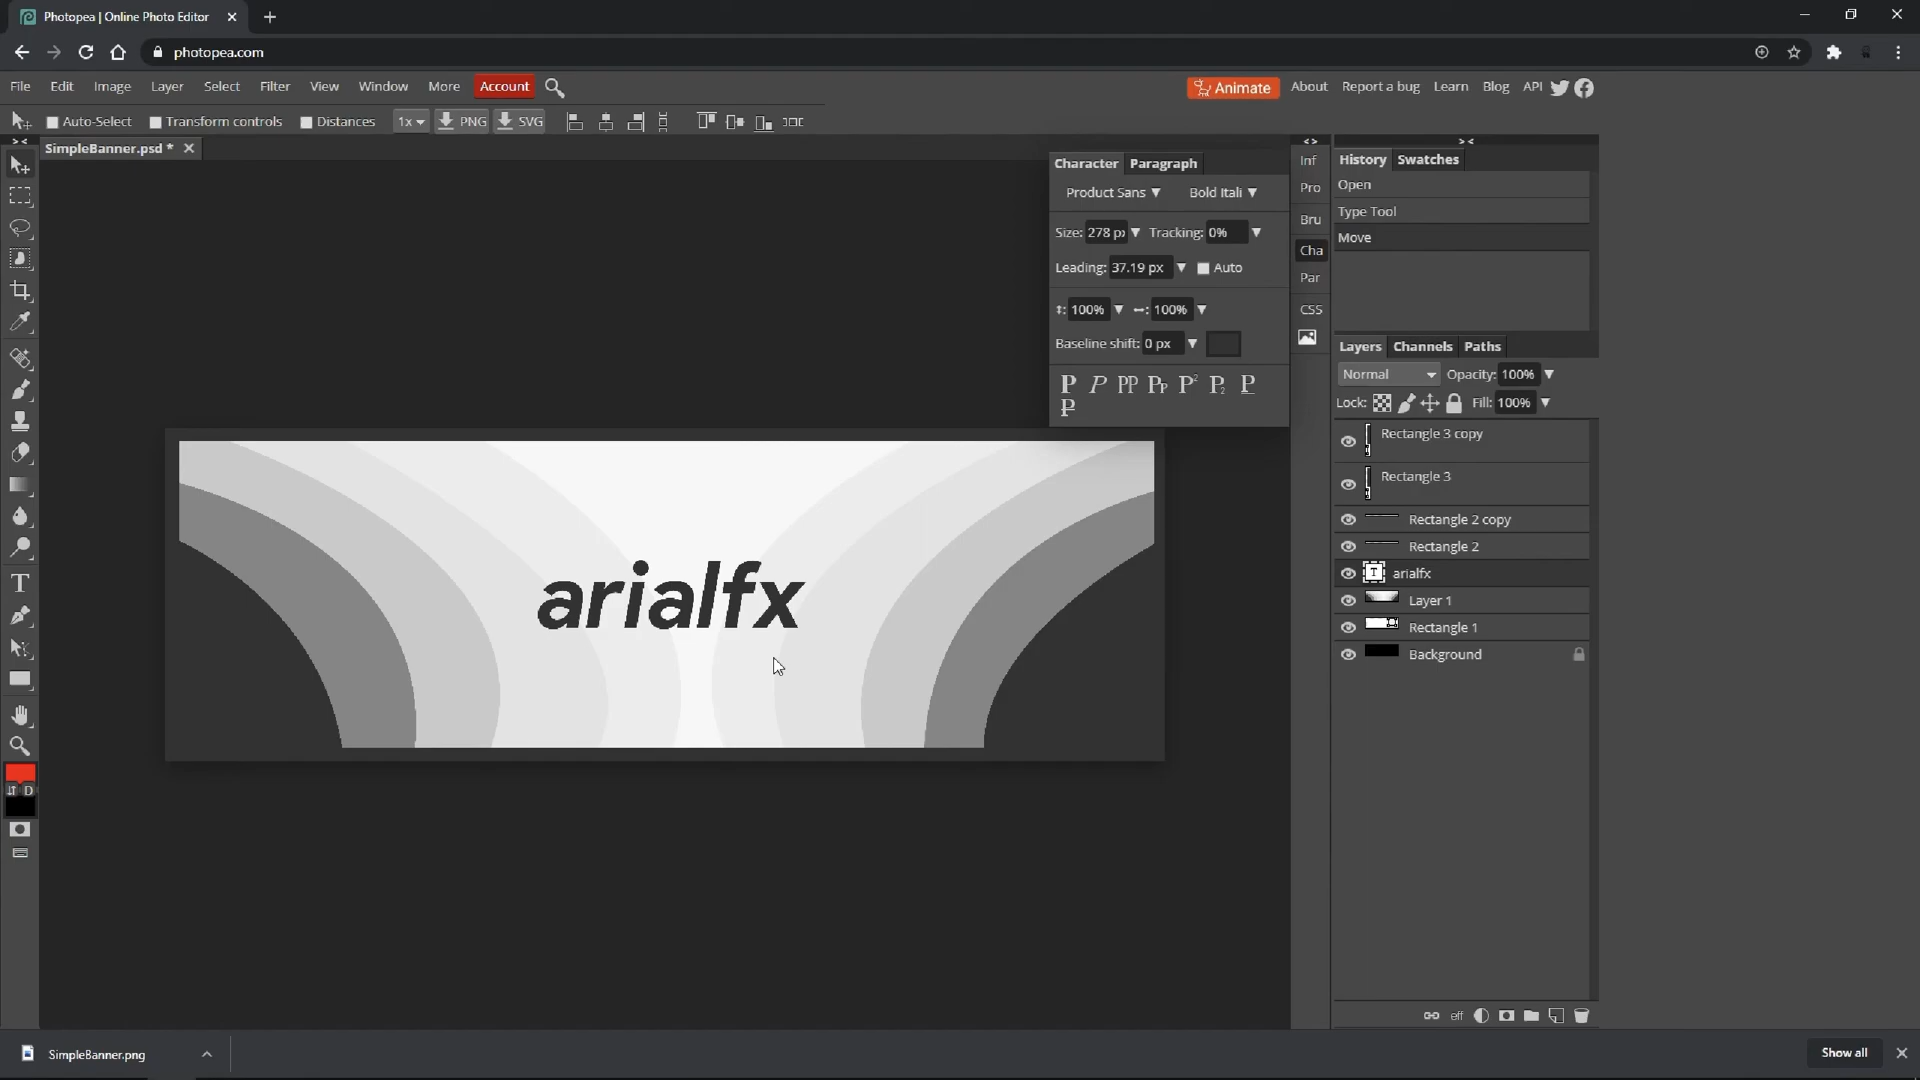 Photopea | Online Photo Editor
photopea.com
File Edit Image Layer Select Filter View Window More Account
Animate About Report a bug Learn Blog API
Auto-Select Transform controls Distances 1x PNG SVG
SimpleBanner.psd *
Character Paragraph
Product Sans Bold Itali
Size: 278 px Tracking: 0%
Leading: 37.19 px Auto
100% 100%
Baseline shift: 0 px
Inf
Pro
Bru
Cha
Par
CSS
History Swatches
Open
Type Tool
Move
Layers Channels Paths
Normal Opacity: 100%
Lock: Fill: 100%
Rectangle 3 copy
Rectangle 3
Rectangle 2 copy
Rectangle 2
arialfx
Layer 1
Rectangle 1
Background
eff
arialfx
D
SimpleBanner.png
Show all